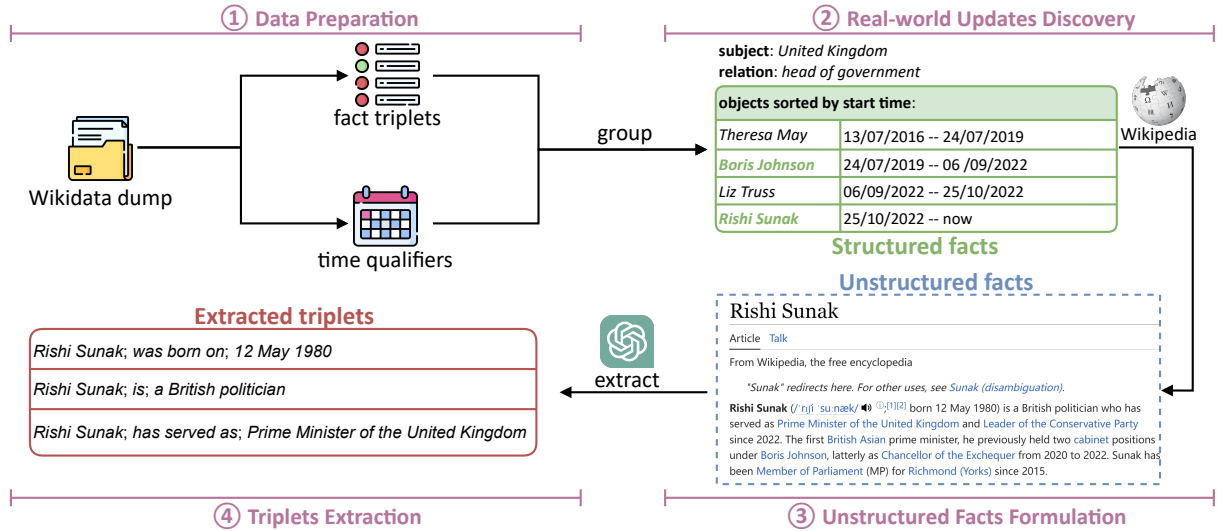 ① Data Preparation
fact triplets
Wikidata dump
time qualifiers
group
② Real-world Updates Discovery
subject: United Kingdom
relation: head of government
objects sorted by start time:
Theresa May 13/07/2016 -- 24/07/2019
Boris Johnson 24/07/2019 -- 06 /09/2022
Liz Truss 06/09/2022 -- 25/10/2022
Rishi Sunak 25/10/2022 -- now
Structured facts
Wikipedia
Unstructured facts
Rishi Sunak
Article Talk
From Wikipedia, the free encyclopedia
"Sunak" redirects here. For other uses, see Sunak (disambiguation).
Rishi Sunak (/ˈrɪʃi ˈsuːnæk/ ⓘ;[1][2] born 12 May 1980) is a British politician who has
served as Prime Minister of the United Kingdom and Leader of the Conservative Party
since 2022. The first British Asian prime minister, he previously held two cabinet positions
under Boris Johnson, latterly as Chancellor of the Exchequer from 2020 to 2022. Sunak has
been Member of Parliament (MP) for Richmond (Yorks) since 2015.
③ Unstructured Facts Formulation
extract
Extracted triplets
Rishi Sunak; was born on; 12 May 1980
Rishi Sunak; is; a British politician
Rishi Sunak; has served as; Prime Minister of the United Kingdom
④ Triplets Extraction